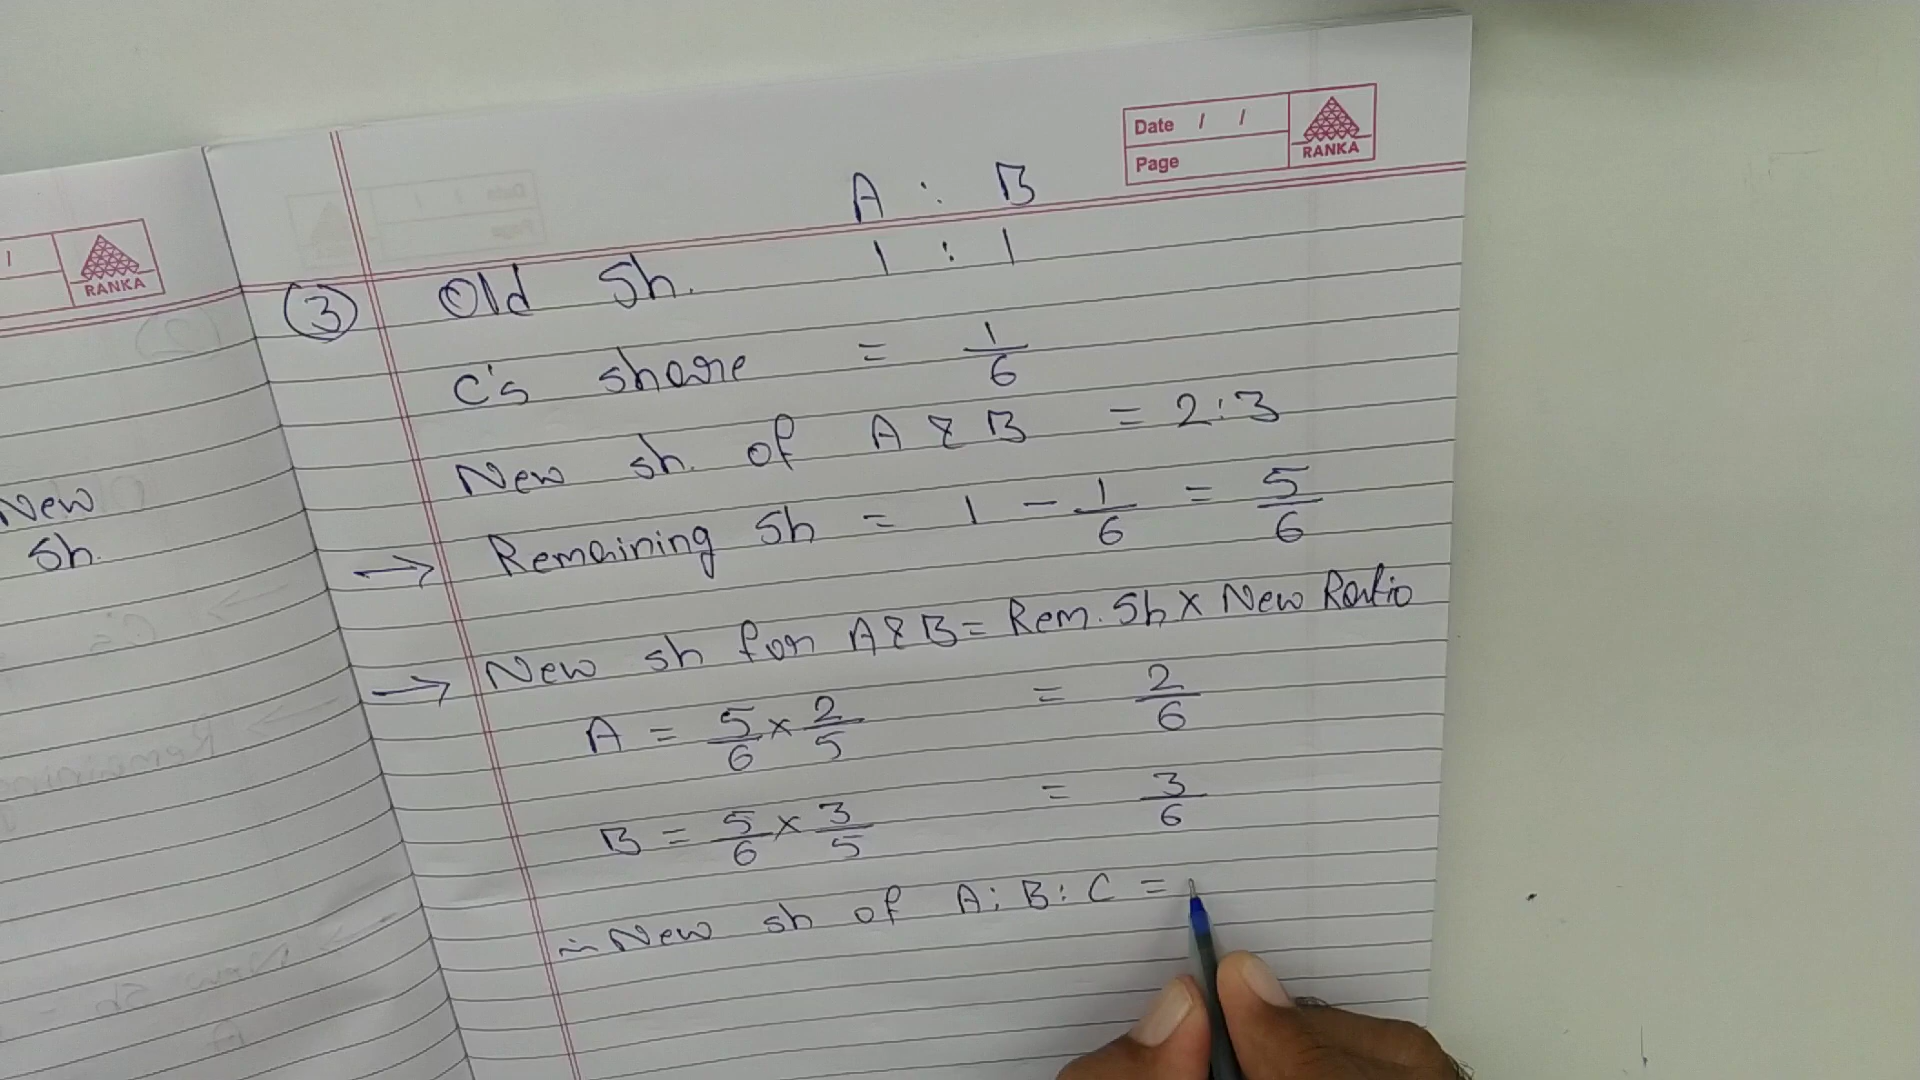 Date / /
Page
RANKA
/
RANKA
New
Sh.
A : B
(3) Old Sh. 1 : 1
C's share = 1/6
New sh. of A & B = 2:3
→ Remaining Sh = 1 - 1/6 = 5/6
→ New sh for A & B = Rem. Sh x New Ratio
A = 5/6 x 2/5 = 2/6
B = 5/6 x 3/5 = 3/6
∴ New sh of A : B : C =